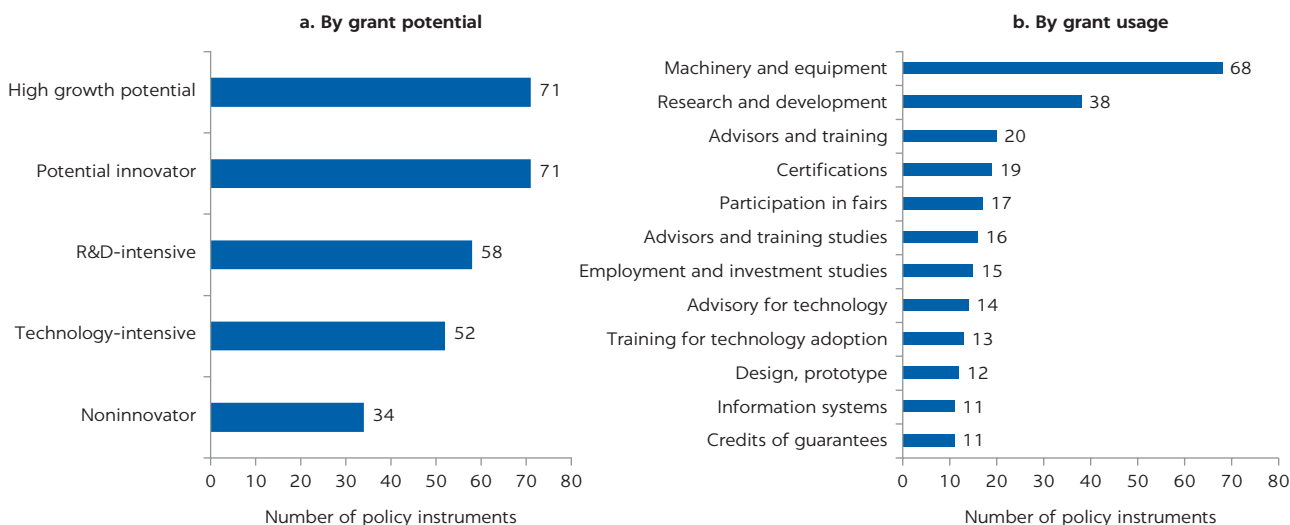 a. By grant potential
High growth potential
71
Potential innovator
71
R&D-intensive
58
Technology-intensive
52
Noninnovator
34
0 10 20 30 40 50 60 70 80
Number of policy instruments
b. By grant usage
Machinery and equipment
68
Research and development
38
Advisors and training
20
Certifications
19
Participation in fairs
17
Advisors and training studies
16
Employment and investment studies
15
Advisory for technology
14
Training for technology adoption
13
Design, prototype
12
Information systems
11
Credits of guarantees
11
0 10 20 30 40 50 60 70 80
Number of policy instruments